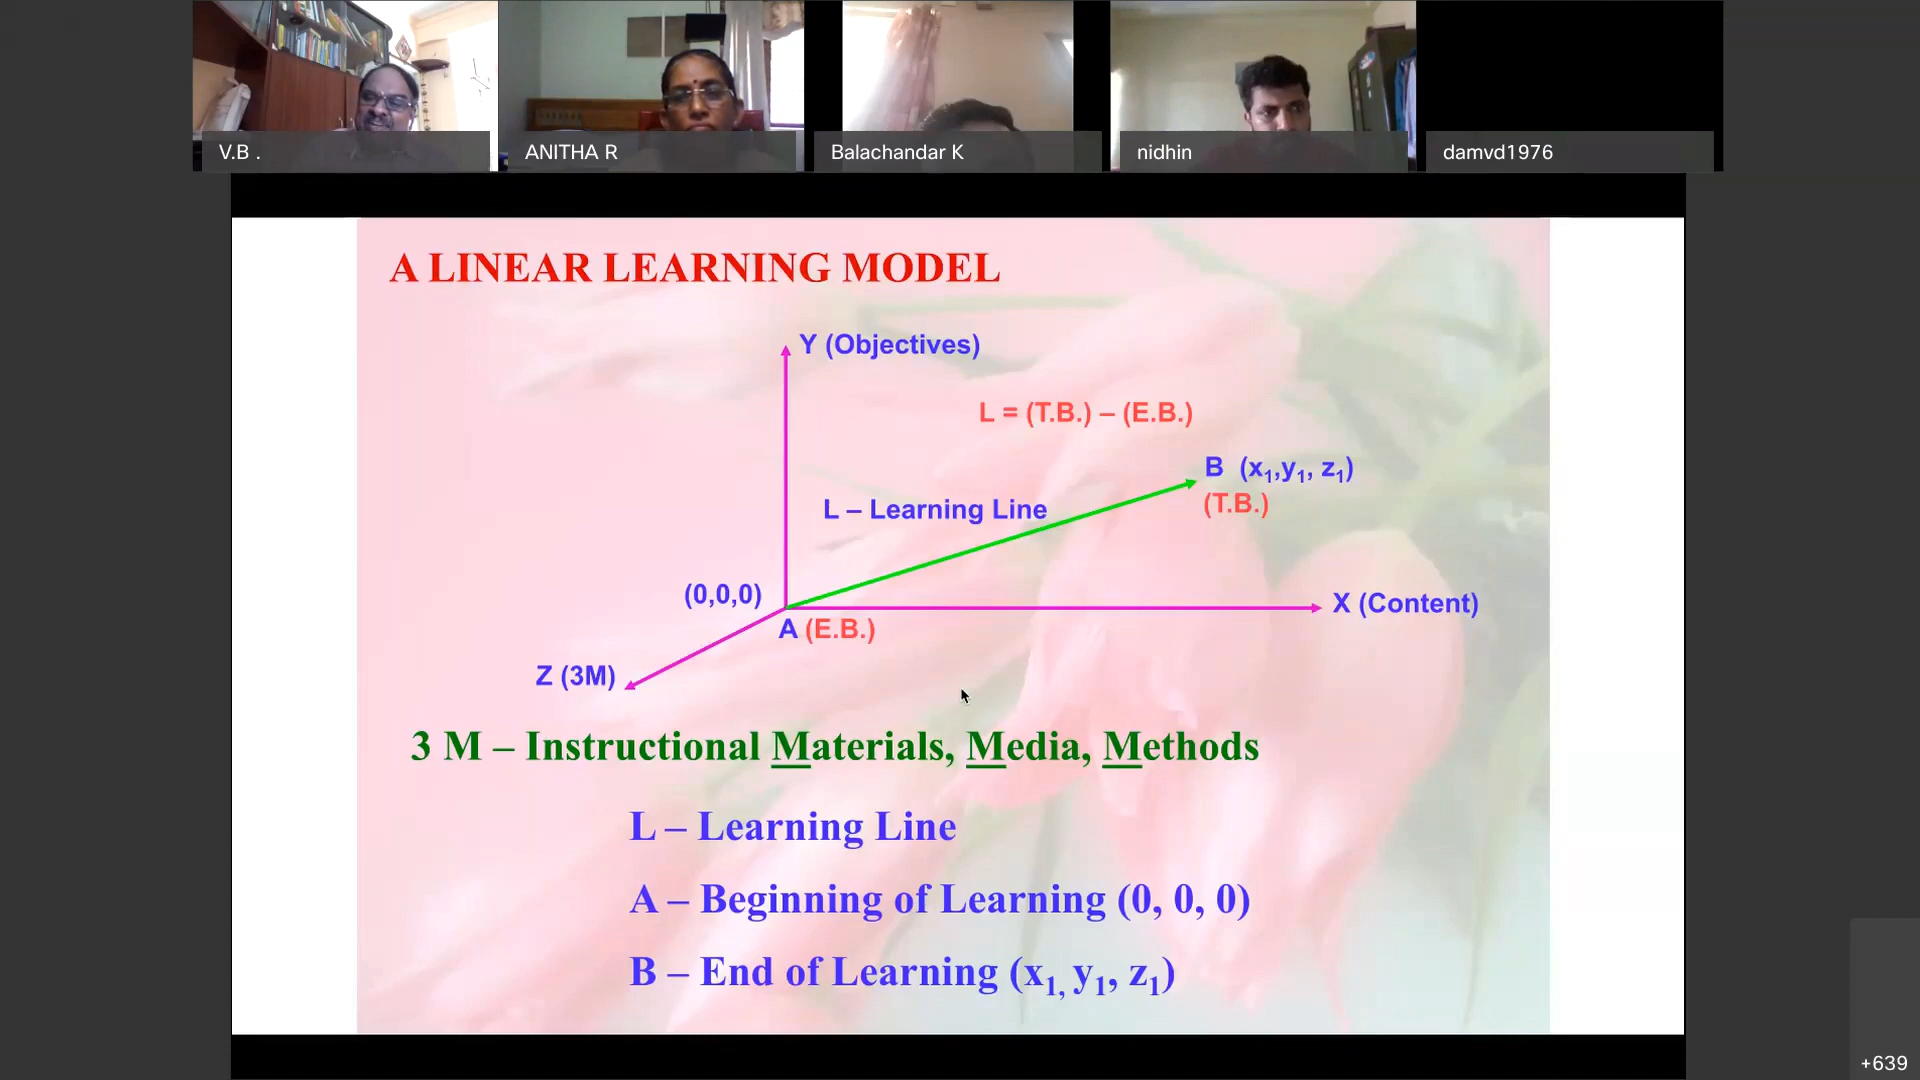 V.B .
ANITHA R
Balachandar K
nidhin
damvd1976
A LINEAR LEARNING MODEL
Y (Objectives)
L = (T.B.) – (E.B.)
B (x₁,y₁, z₁)
(T.B.)
L – Learning Line
(0,0,0)
X (Content)
A (E.B.)
Z (3M)
3 M – Instructional Materials, Media, Methods
L – Learning Line
A – Beginning of Learning (0, 0, 0)
B – End of Learning (x₁, y₁, z₁)
+639